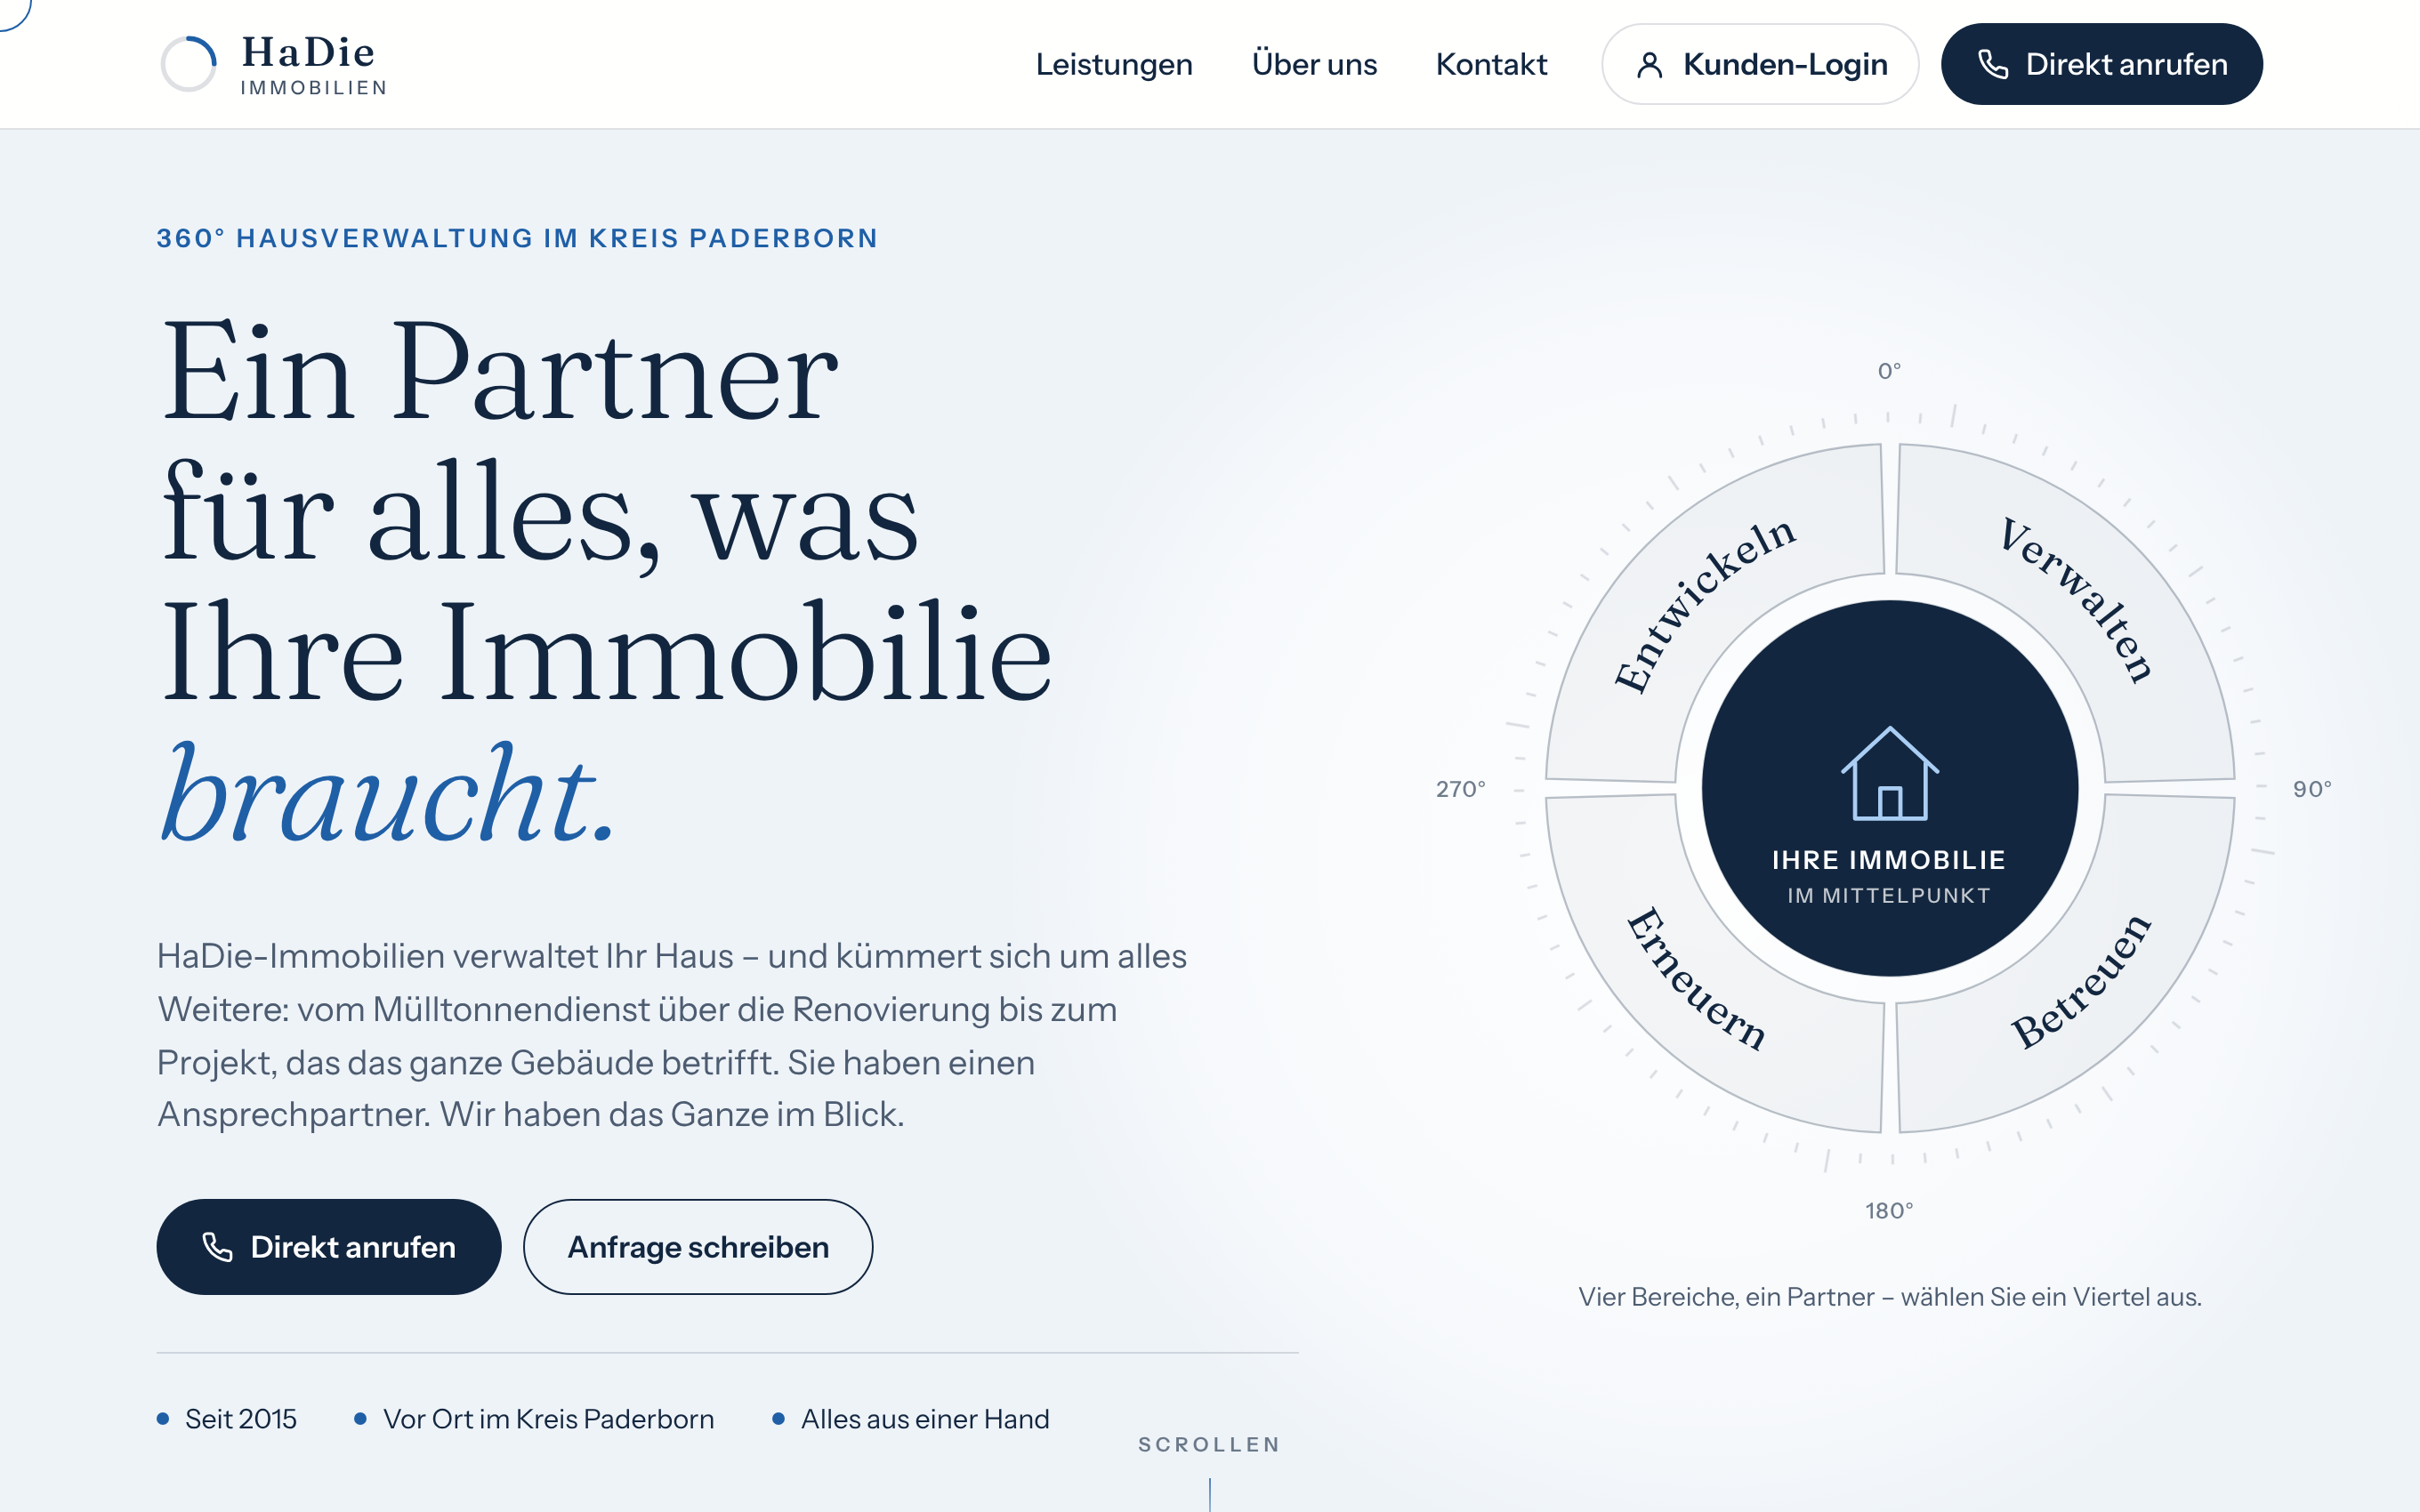 HaDie
IMMOBILIEN
Leistungen
Über uns
Kontakt
Kunden-Login
Direkt anrufen
360° HAUSVERWALTUNG IM KREIS PADERBORN
Ein Partner
für alles, was
Ihre Immobilie
braucht.
HaDie-Immobilien verwaltet Ihr Haus – und kümmert sich um alles
Weitere: vom Mülltonnendienst über die Renovierung bis zum
Projekt, das das ganze Gebäude betrifft. Sie haben einen
Ansprechpartner. Wir haben das Ganze im Blick.
Direkt anrufen
Anfrage schreiben
Seit 2015
Vor Ort im Kreis Paderborn
Alles aus einer Hand
SCROLLEN
0°
Entwickeln
Verwalten
270°
90°
IHRE IMMOBILIE
IM MITTELPUNKT
Erneuern
Betreuen
180°
Vier Bereiche, ein Partner – wählen Sie ein Viertel aus.